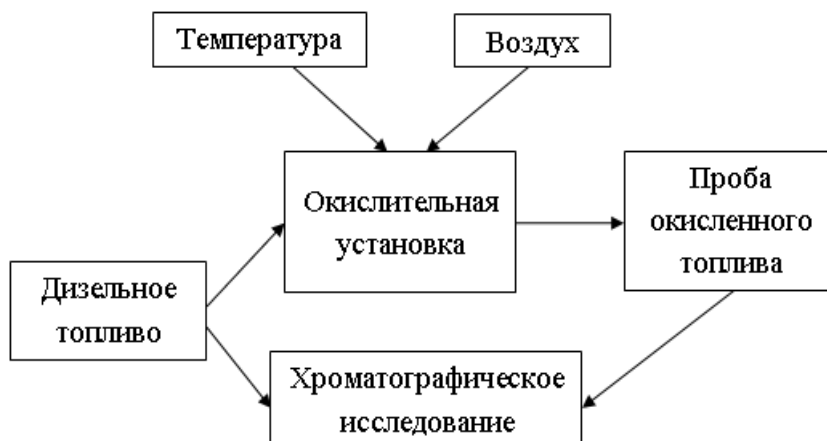 Температура
Воздух
Окислительная
установка
Проба
окисленного
топлива
Дизельное
топливо
Хроматографическое
исследование